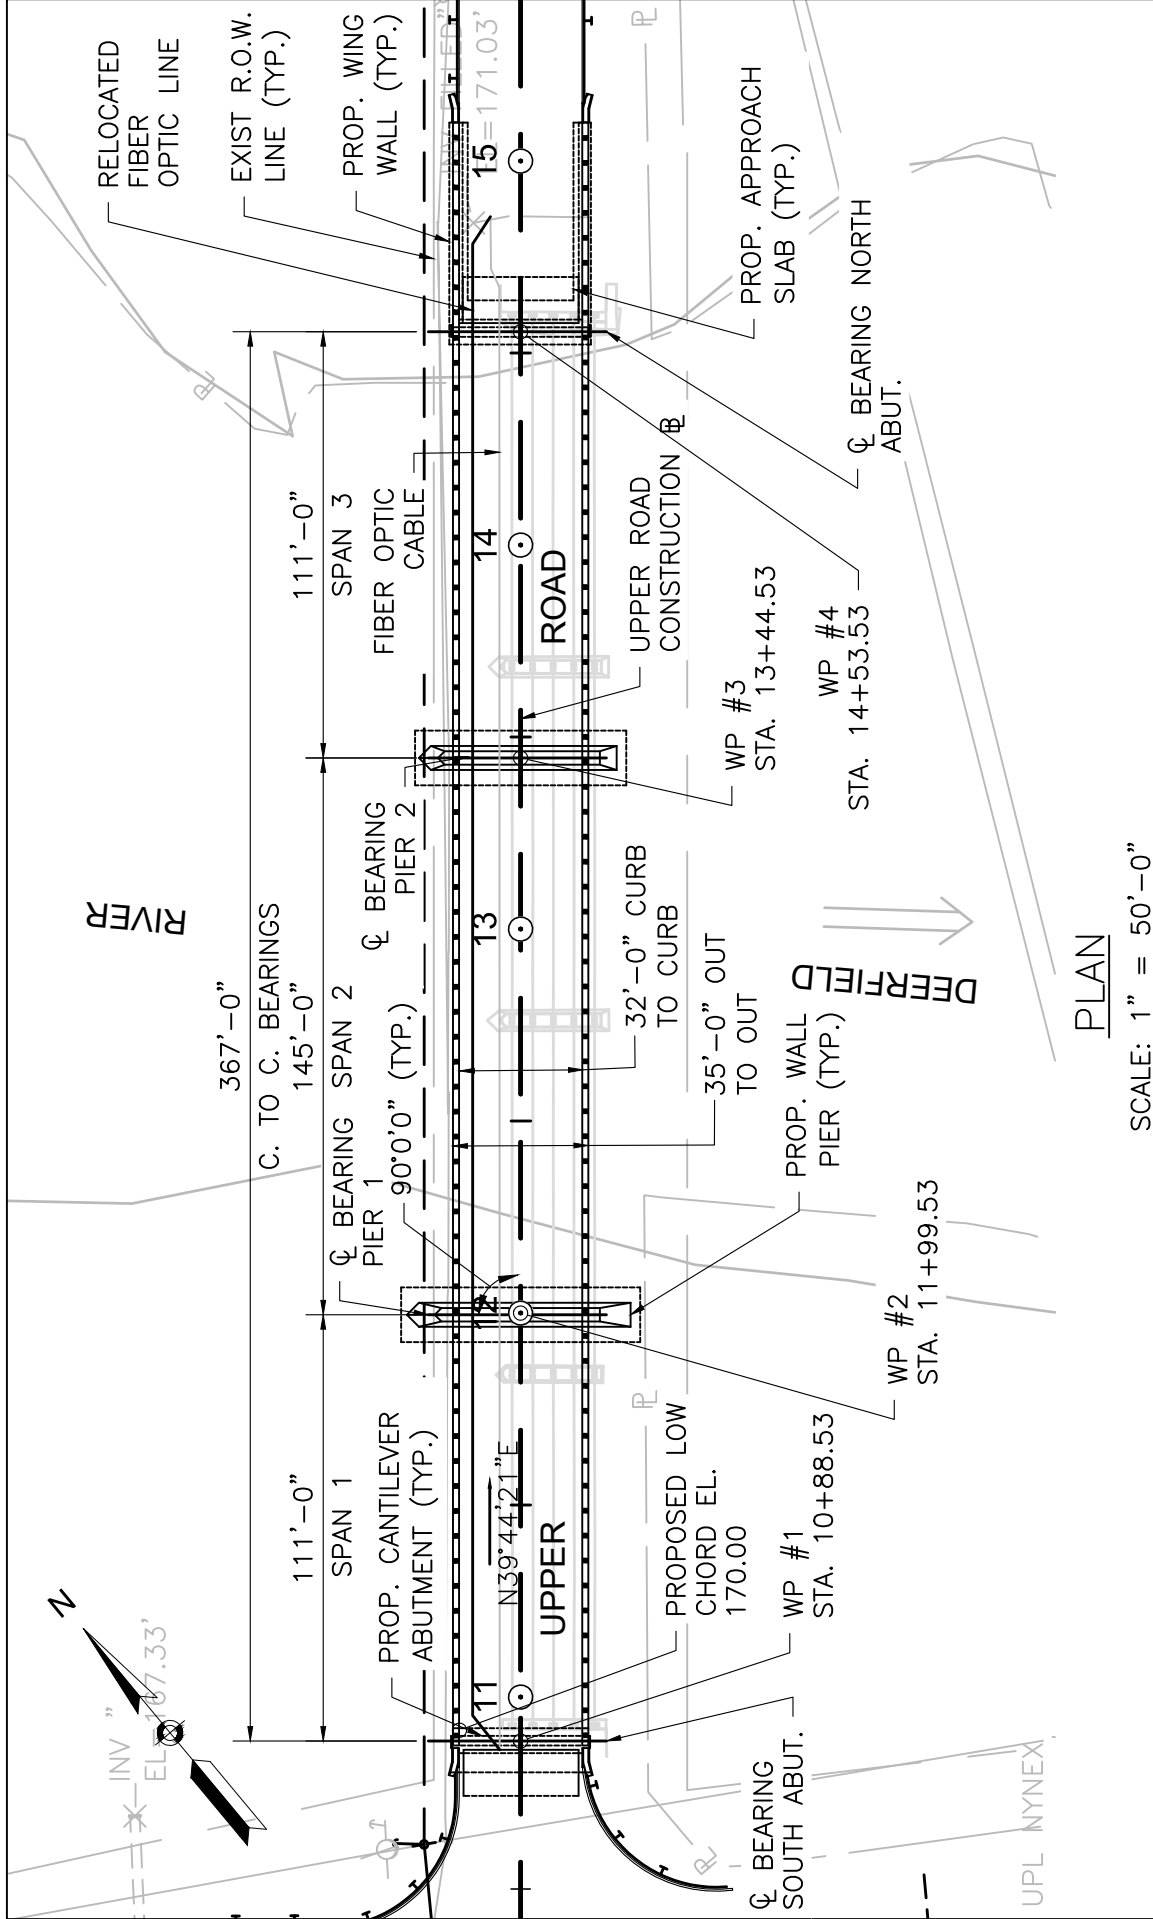 RELOCATED
FIBER
OPTIC LINE
EXIST R.O.W.
LINE (TYP.)
PROP. WING
WALL (TYP.)
EL=171.03'
15
PROP. APPROACH
SLAB (TYP.)
℄ BEARING NORTH
ABUT.
RIVER
367'-0"
C. TO C. BEARINGS
111'-0"
SPAN 3
145'-0"
SPAN 2
111'-0"
SPAN 1
FIBER OPTIC
CABLE
14
ROAD
UPPER ROAD
CONSTRUCTION
℄ BEARING
PIER 2
13
WP #3
STA. 13+44.53
WP #4
STA. 14+53.53
32'-0" CURB
TO CURB
35'-0" OUT
TO OUT
DEERFIELD
℄ BEARING
PIER 1
90°0'0" (TYP.)
12
PROP. WALL
PIER (TYP.)
WP #2
STA. 11+99.53
PROP. CANTILEVER
ABUTMENT (TYP.)
N39°44'21"E
UPPER
11
PROPOSED LOW
CHORD EL.
170.00
WP #1
STA. 10+88.53
℄ BEARING
SOUTH ABUT.
N
INV "
EL=167.33'
UPL NYNEX
PLAN
SCALE: 1" = 50'-0"